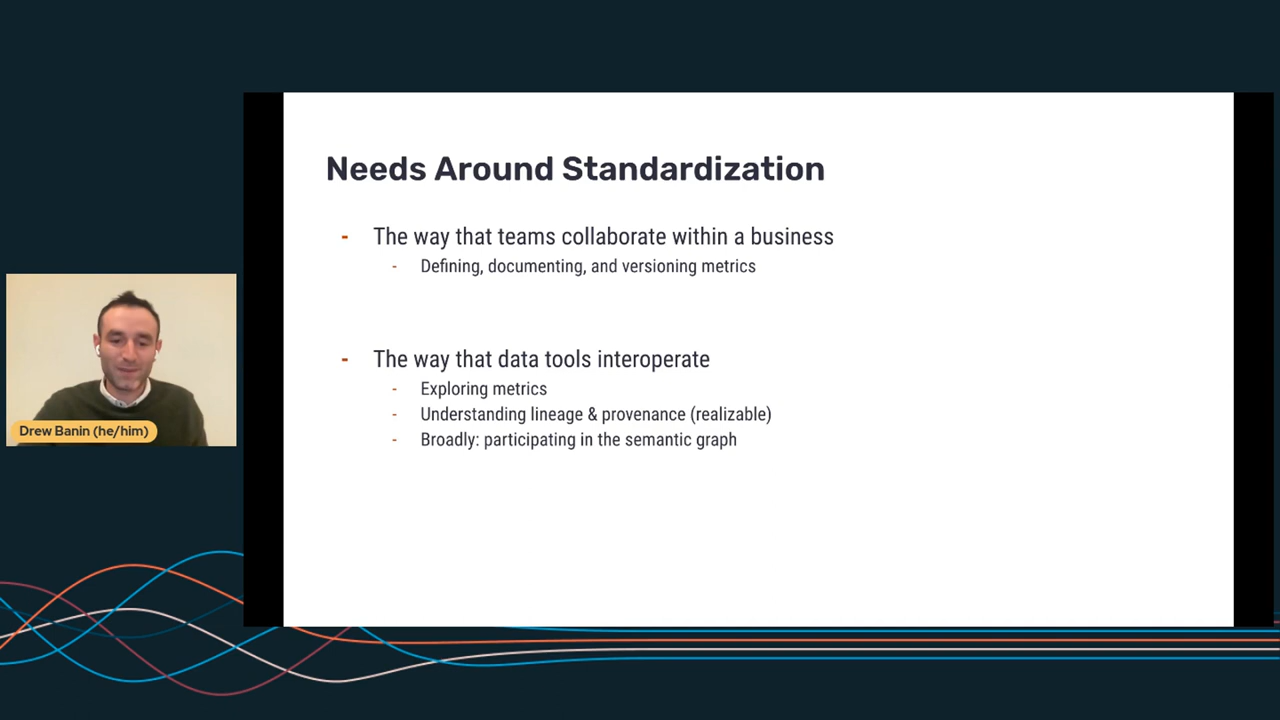 Needs Around Standardization
- The way that teams collaborate within a business
- Defining, documenting, and versioning metrics
- The way that data tools interoperate
- Exploring metrics
- Understanding lineage & provenance (realizable)
- Broadly: participating in the semantic graph
Drew Banin (he/him)